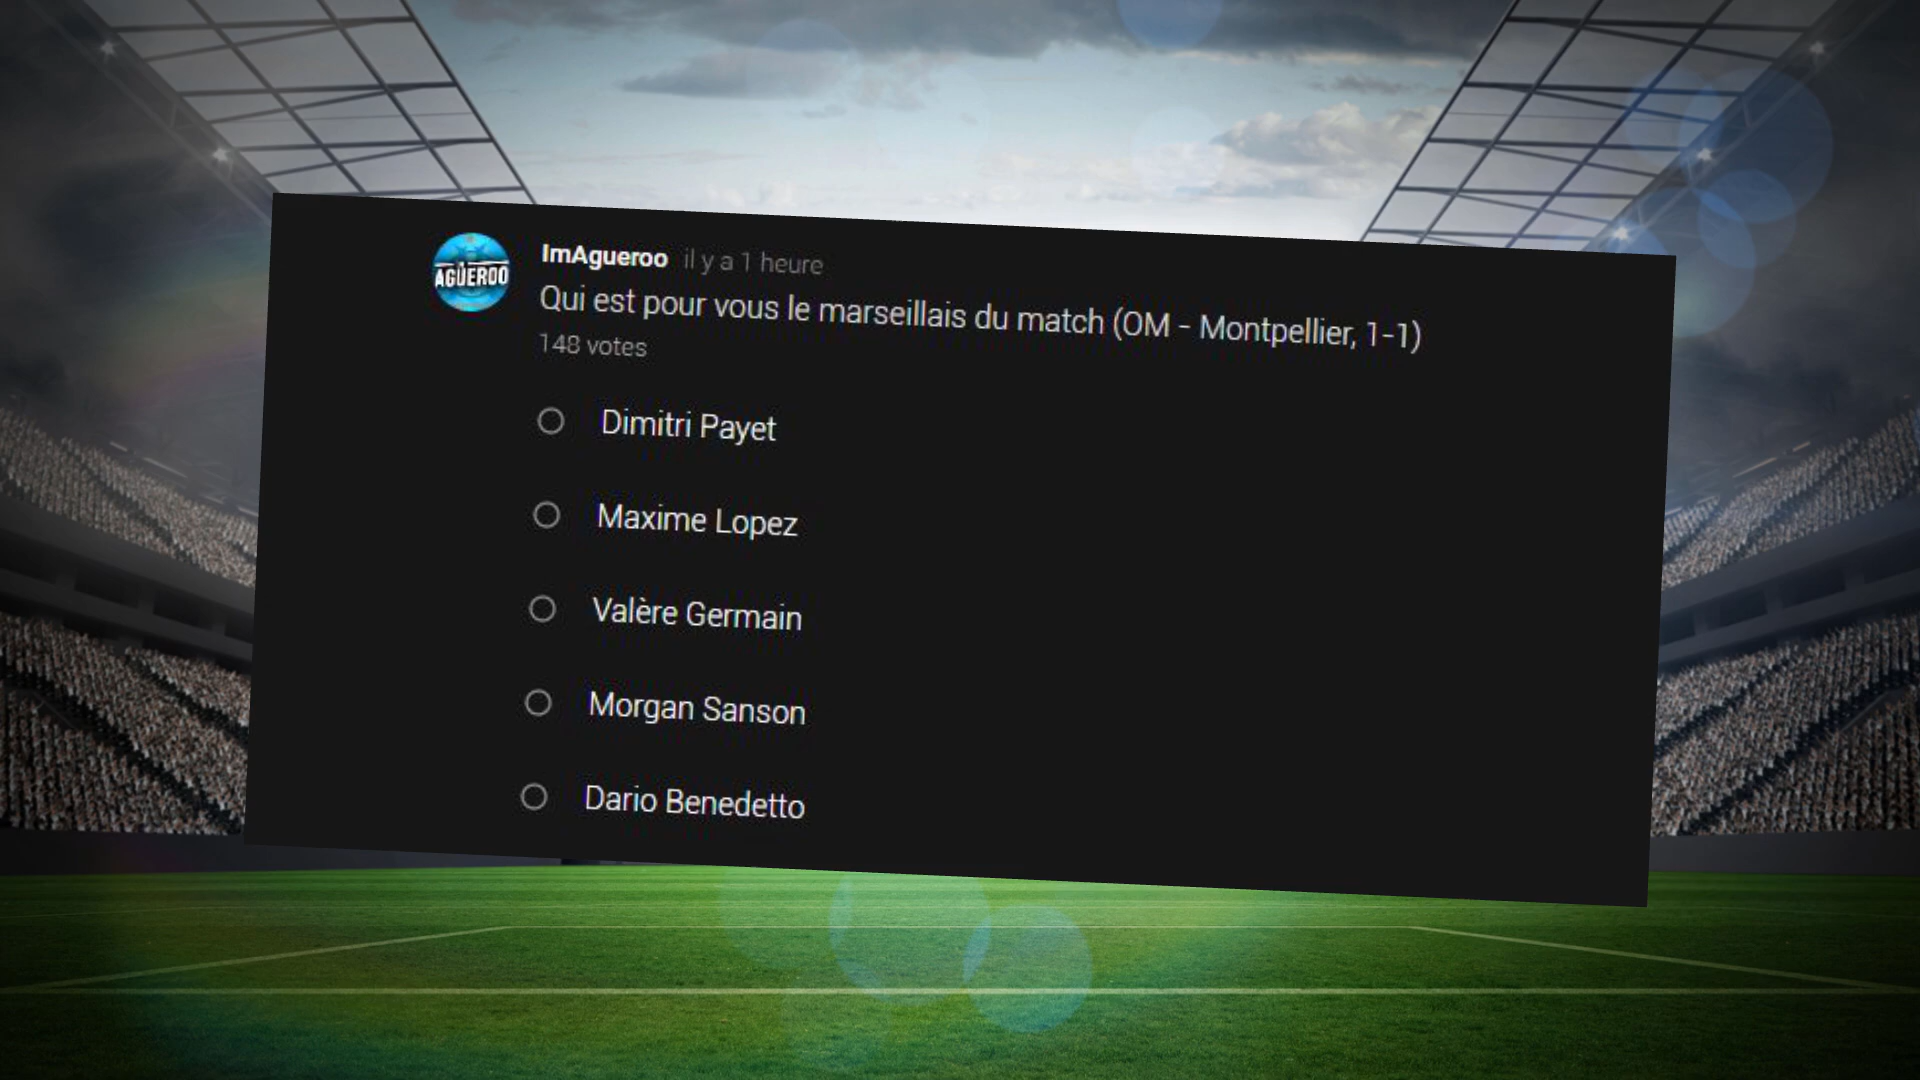 AGÜEROO
ImAgueroo il y a 1 heure
Qui est pour vous le marseillais du match (OM - Montpellier, 1-1)
148 votes
Dimitri Payet
Maxime Lopez
Valère Germain
Morgan Sanson
Dario Benedetto